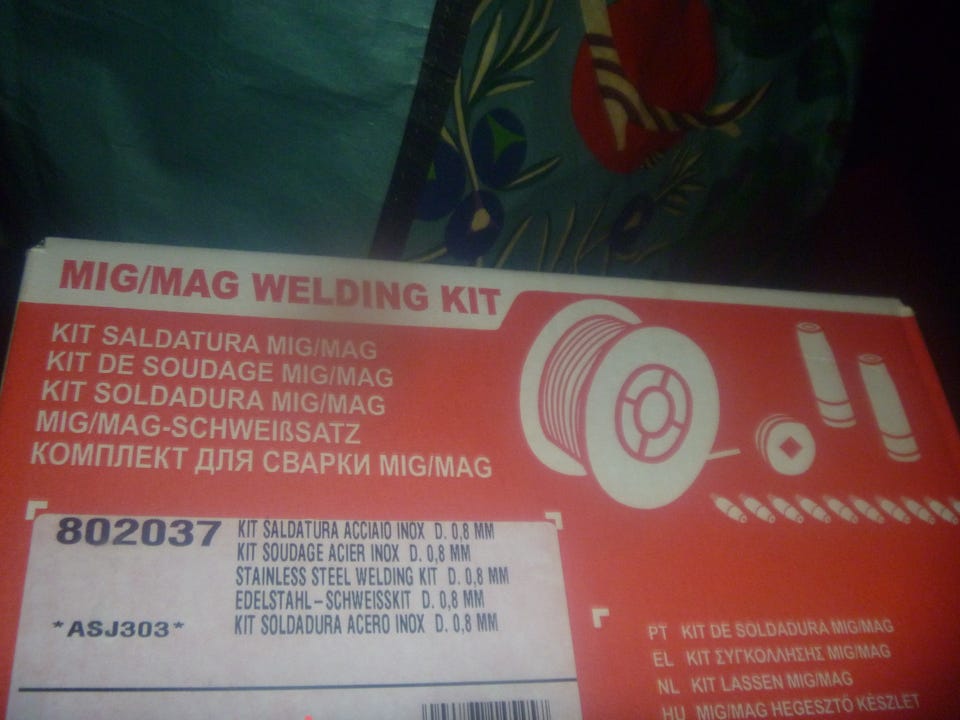 MIG/MAG WELDING KIT
KIT SALDATURA MIG/MAG
KIT DE SOUDAGE MIG/MAG
KIT SOLDADURA MIG/MAG
MIG/MAG-SCHWEIßSATZ
КОМПЛЕКТ ДЛЯ СВАРКИ MIG/MAG
802037
KIT SALDATURA ACCIAIO INOX D. 0,8 MM
KIT SOUDAGE ACIER INOX D. 0,8 MM
STAINLESS STEEL WELDING KIT D. 0,8 MM
EDELSTAHL-SCHWEISSKIT D. 0,8 MM
*ASJ303*
KIT SOLDADURA ACERO INOX D. 0,8 MM
PT KIT DE SOLDADURA MIG/MAG
EL KIT ΣΥΓΚΟΛΛΗΣΗΣ MIG/MAG
NL KIT LASSEN MIG/MAG
HU MIG/MAG HEGESZTŐ KÉSZLET